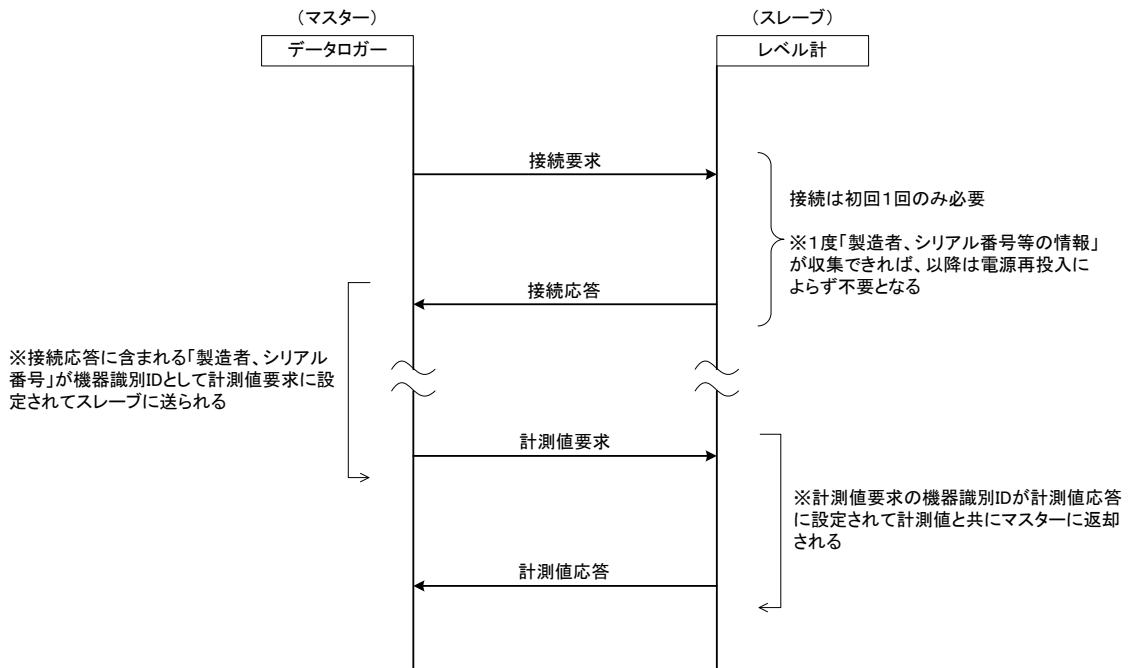 （マスター）
データロガー
（スレーブ）
レベル計
接続要求
接続は初回１回のみ必要
※１度「製造者、シリアル番号等の情報」
が収集できれば、以降は電源再投入に
よらず不要となる
接続応答
※接続応答に含まれる「製造者、シリアル
番号」が機器識別IDとして計測値要求に設
定されてスレーブに送られる
計測値要求
※計測値要求の機器識別IDが計測値応答
に設定されて計測値と共にマスターに返却
される
計測値応答